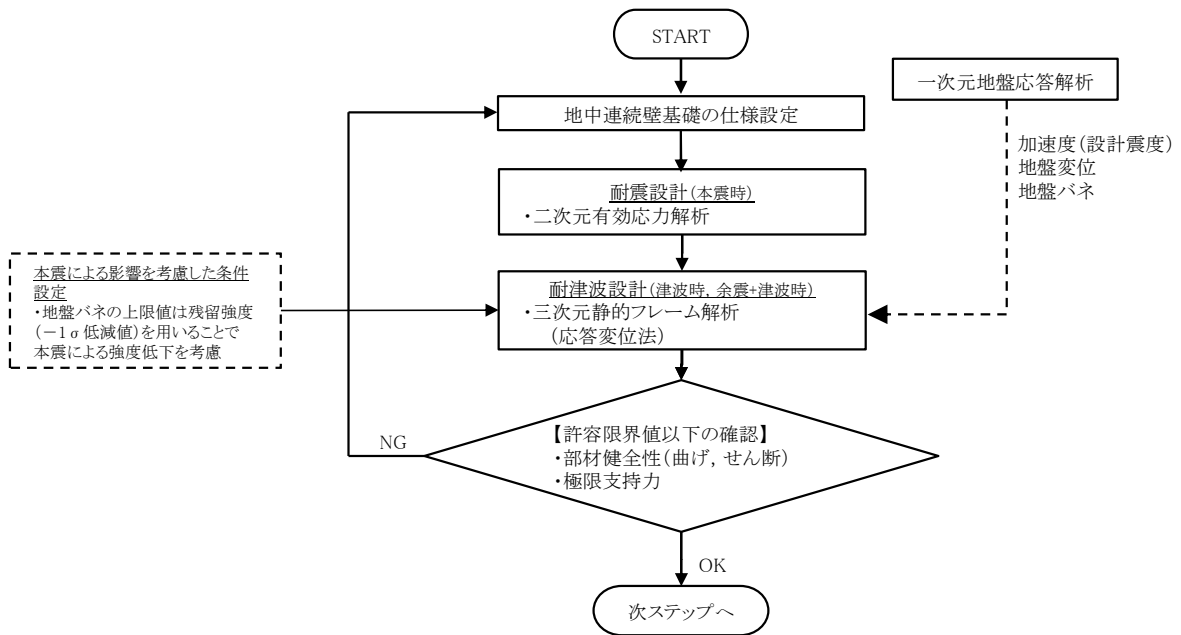 START
一次元地盤応答解析
地中連続壁基礎の仕様設定
加速度(設計震度)
地盤変位
地盤バネ
耐震設計(本震時)
・二次元有効応力解析
本震による影響を考慮した条件
設定
・地盤バネの上限値は残留強度
(－1σ低減値)を用いることで
本震による強度低下を考慮
耐津波設計(津波時, 余震+津波時)
・三次元静的フレーム解析
(応答変位法)
NG
【許容限界値以下の確認】
・部材健全性(曲げ, せん断)
・極限支持力
OK
次ステップへ